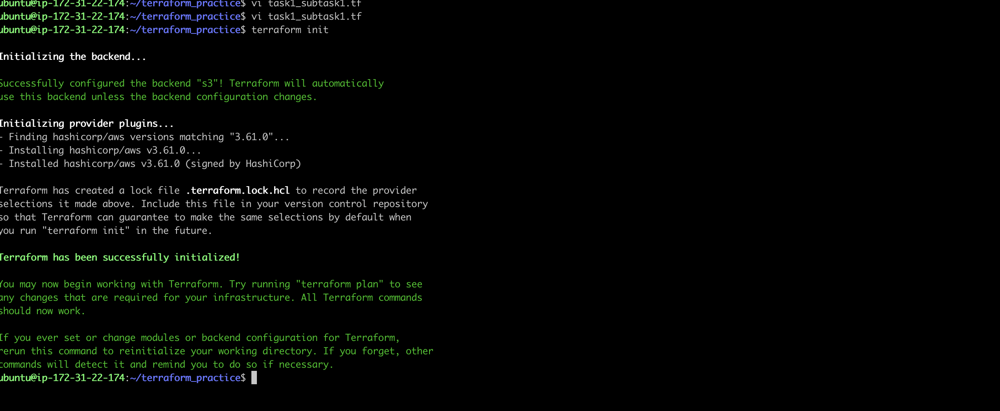 ubuntu@ip-172-31-22-174:~/terraform_practice$ vi task1_subtask1.tf
ubuntu@ip-172-31-22-174:~/terraform_practice$ vi task1_subtask1.tf
ubuntu@ip-172-31-22-174:~/terraform_practice$ terraform init
Initializing the backend...
Successfully configured the backend "s3"! Terraform will automatically
use this backend unless the backend configuration changes.
Initializing provider plugins...
- Finding hashicorp/aws versions matching "3.61.0"...
- Installing hashicorp/aws v3.61.0...
- Installed hashicorp/aws v3.61.0 (signed by HashiCorp)
Terraform has created a lock file .terraform.lock.hcl to record the provider
selections it made above. Include this file in your version control repository
so that Terraform can guarantee to make the same selections by default when
you run "terraform init" in the future.
Terraform has been successfully initialized!
You may now begin working with Terraform. Try running "terraform plan" to see
any changes that are required for your infrastructure. All Terraform commands
should now work.
If you ever set or change modules or backend configuration for Terraform,
rerun this command to reinitialize your working directory. If you forget, other
commands will detect it and remind you to do so if necessary.
ubuntu@ip-172-31-22-174:~/terraform_practice$